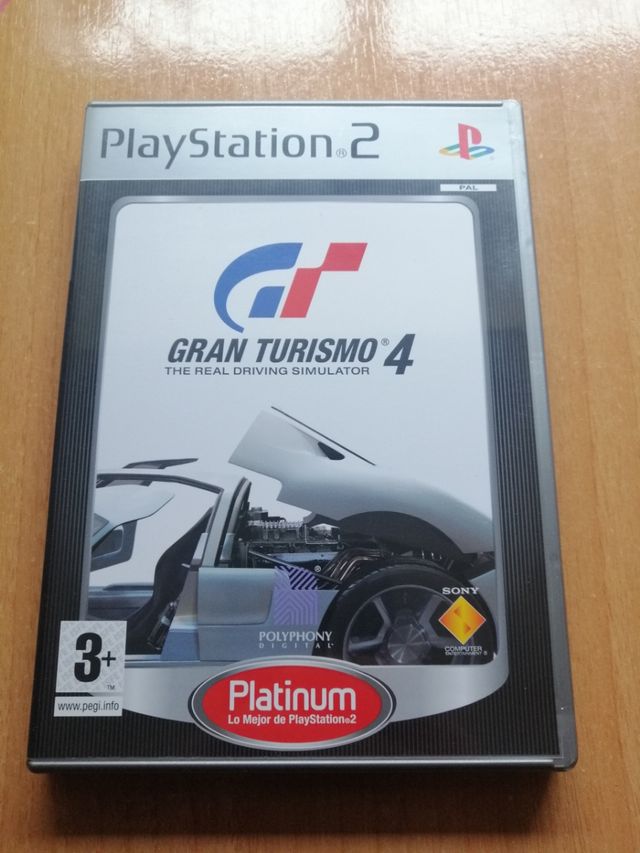 PlayStation®2
PAL
GRAN TURISMO®4
THE REAL DRIVING SIMULATOR
®
POLYPHONY
DIGITAL
SONY
COMPUTER
ENTERTAINMENT
3+
TM
www.pegi.info
Platinum
Lo Mejor de PlayStation®2